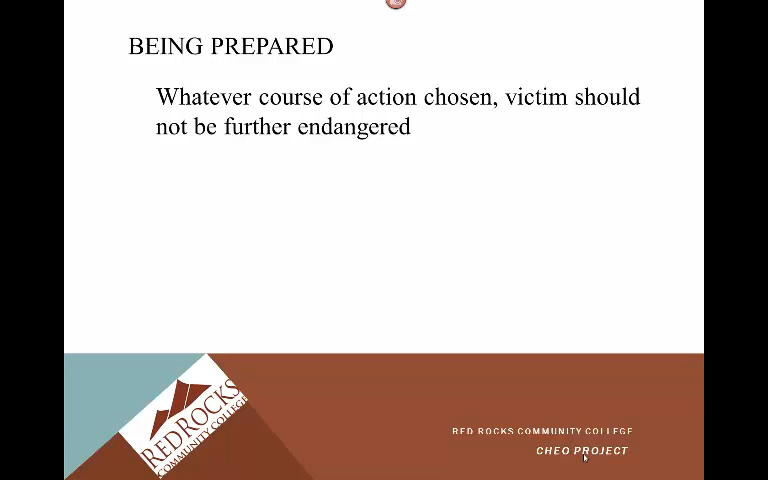 BEING PREPARED
Whatever course of action chosen, victim should
not be further endangered
RED ROCKS
COMMUNITY COLLEGE
RED ROCKS COMMUNITY COLLEGE
CHEO PROJECT